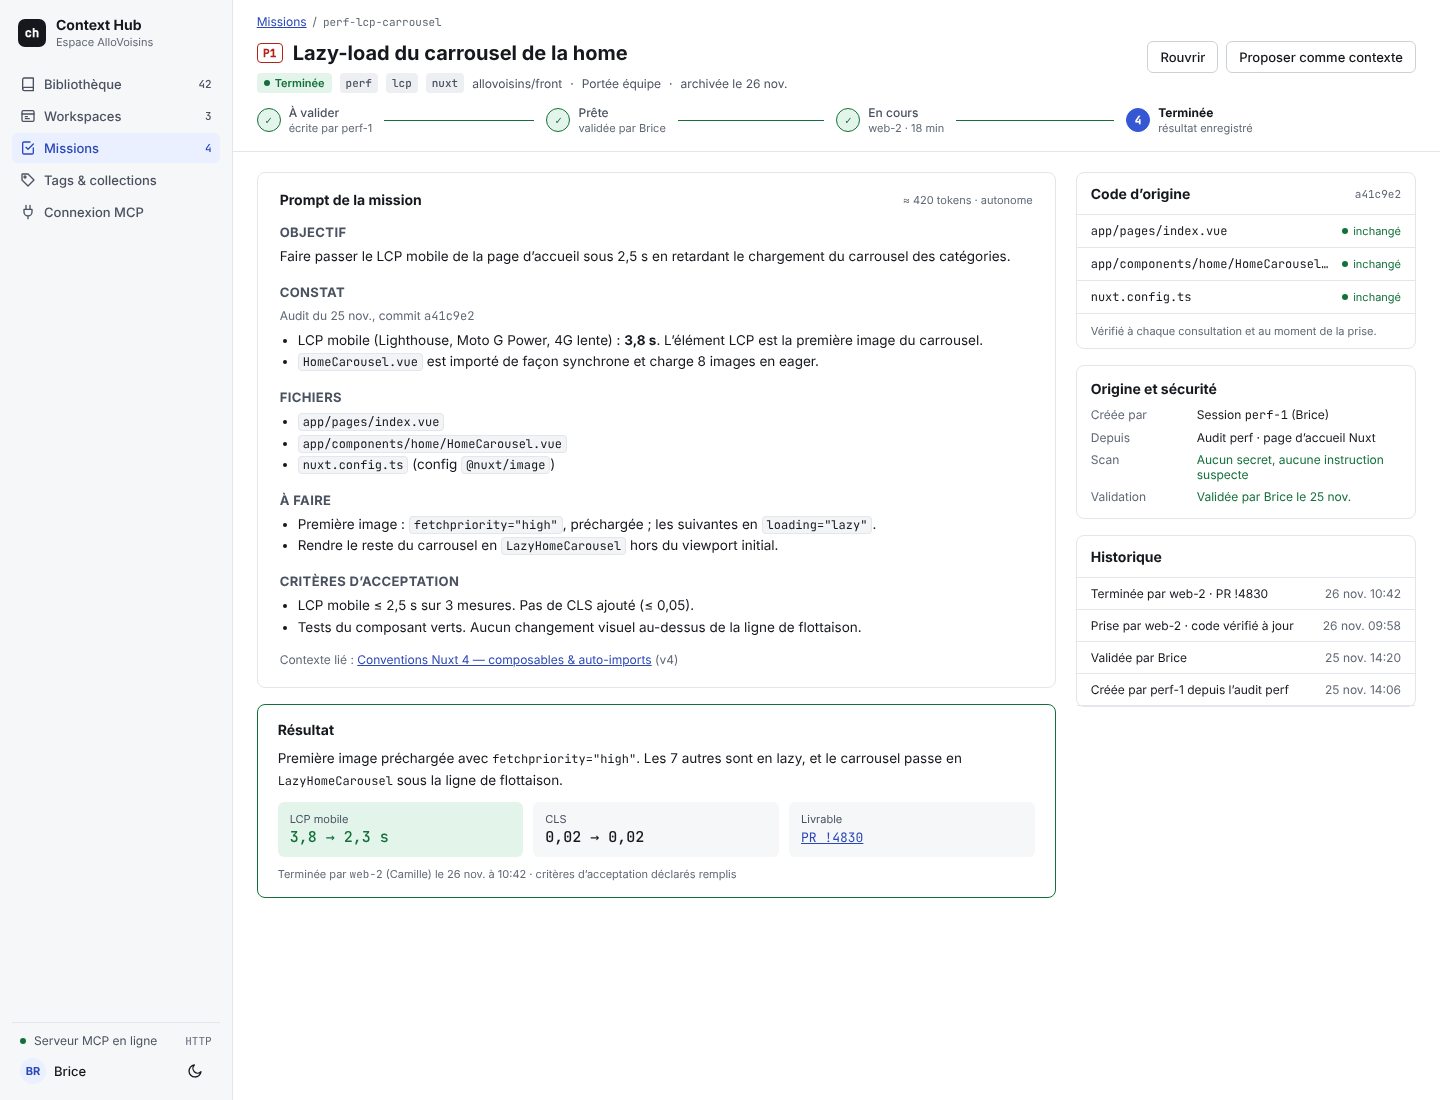 ch
Context Hub
Espace AlloVoisins
Bibliothèque 42
Workspaces 3
Missions 4
Tags & collections
Connexion MCP
Serveur MCP en ligne HTTP
BR Brice
Missions / perf-lcp-carrousel
P1 Lazy-load du carrousel de la home
Rouvrir
Proposer comme contexte
Terminée perf lcp nuxt allovoisins/front · Portée équipe · archivée le 26 nov.
✓ À valider
écrite par perf-1
✓ Prête
validée par Brice
✓ En cours
web-2 · 18 min
4 Terminée
résultat enregistré
Prompt de la mission ≈ 420 tokens · autonome
OBJECTIF
Faire passer le LCP mobile de la page d’accueil sous 2,5 s en retardant le chargement du carrousel des catégories.
CONSTAT
Audit du 25 nov., commit a41c9e2
• LCP mobile (Lighthouse, Moto G Power, 4G lente) : 3,8 s. L’élément LCP est la première image du carrousel.
• HomeCarousel.vue est importé de façon synchrone et charge 8 images en eager.
FICHIERS
• app/pages/index.vue
• app/components/home/HomeCarousel.vue
• nuxt.config.ts (config @nuxt/image)
À FAIRE
• Première image : fetchpriority="high", préchargée ; les suivantes en loading="lazy".
• Rendre le reste du carrousel en LazyHomeCarousel hors du viewport initial.
CRITÈRES D’ACCEPTATION
• LCP mobile ≤ 2,5 s sur 3 mesures. Pas de CLS ajouté (≤ 0,05).
• Tests du composant verts. Aucun changement visuel au-dessus de la ligne de flottaison.
Contexte lié : Conventions Nuxt 4 — composables & auto-imports (v4)
Résultat
Première image préchargée avec fetchpriority="high". Les 7 autres sont en lazy, et le carrousel passe en
LazyHomeCarousel sous la ligne de flottaison.
LCP mobile
3,8 → 2,3 s
CLS
0,02 → 0,02
Livrable
PR !4830
Terminée par web-2 (Camille) le 26 nov. à 10:42 · critères d’acceptation déclarés remplis
Code d’origine a41c9e2
app/pages/index.vue inchangé
app/components/home/HomeCarousel… inchangé
nuxt.config.ts inchangé
Vérifié à chaque consultation et au moment de la prise.
Origine et sécurité
Créée par Session perf-1 (Brice)
Depuis Audit perf · page d’accueil Nuxt
Scan Aucun secret, aucune instruction
suspecte
Validation Validée par Brice le 25 nov.
Historique
Terminée par web-2 · PR !4830 26 nov. 10:42
Prise par web-2 · code vérifié à jour 26 nov. 09:58
Validée par Brice 25 nov. 14:20
Créée par perf-1 depuis l’audit perf 25 nov. 14:06